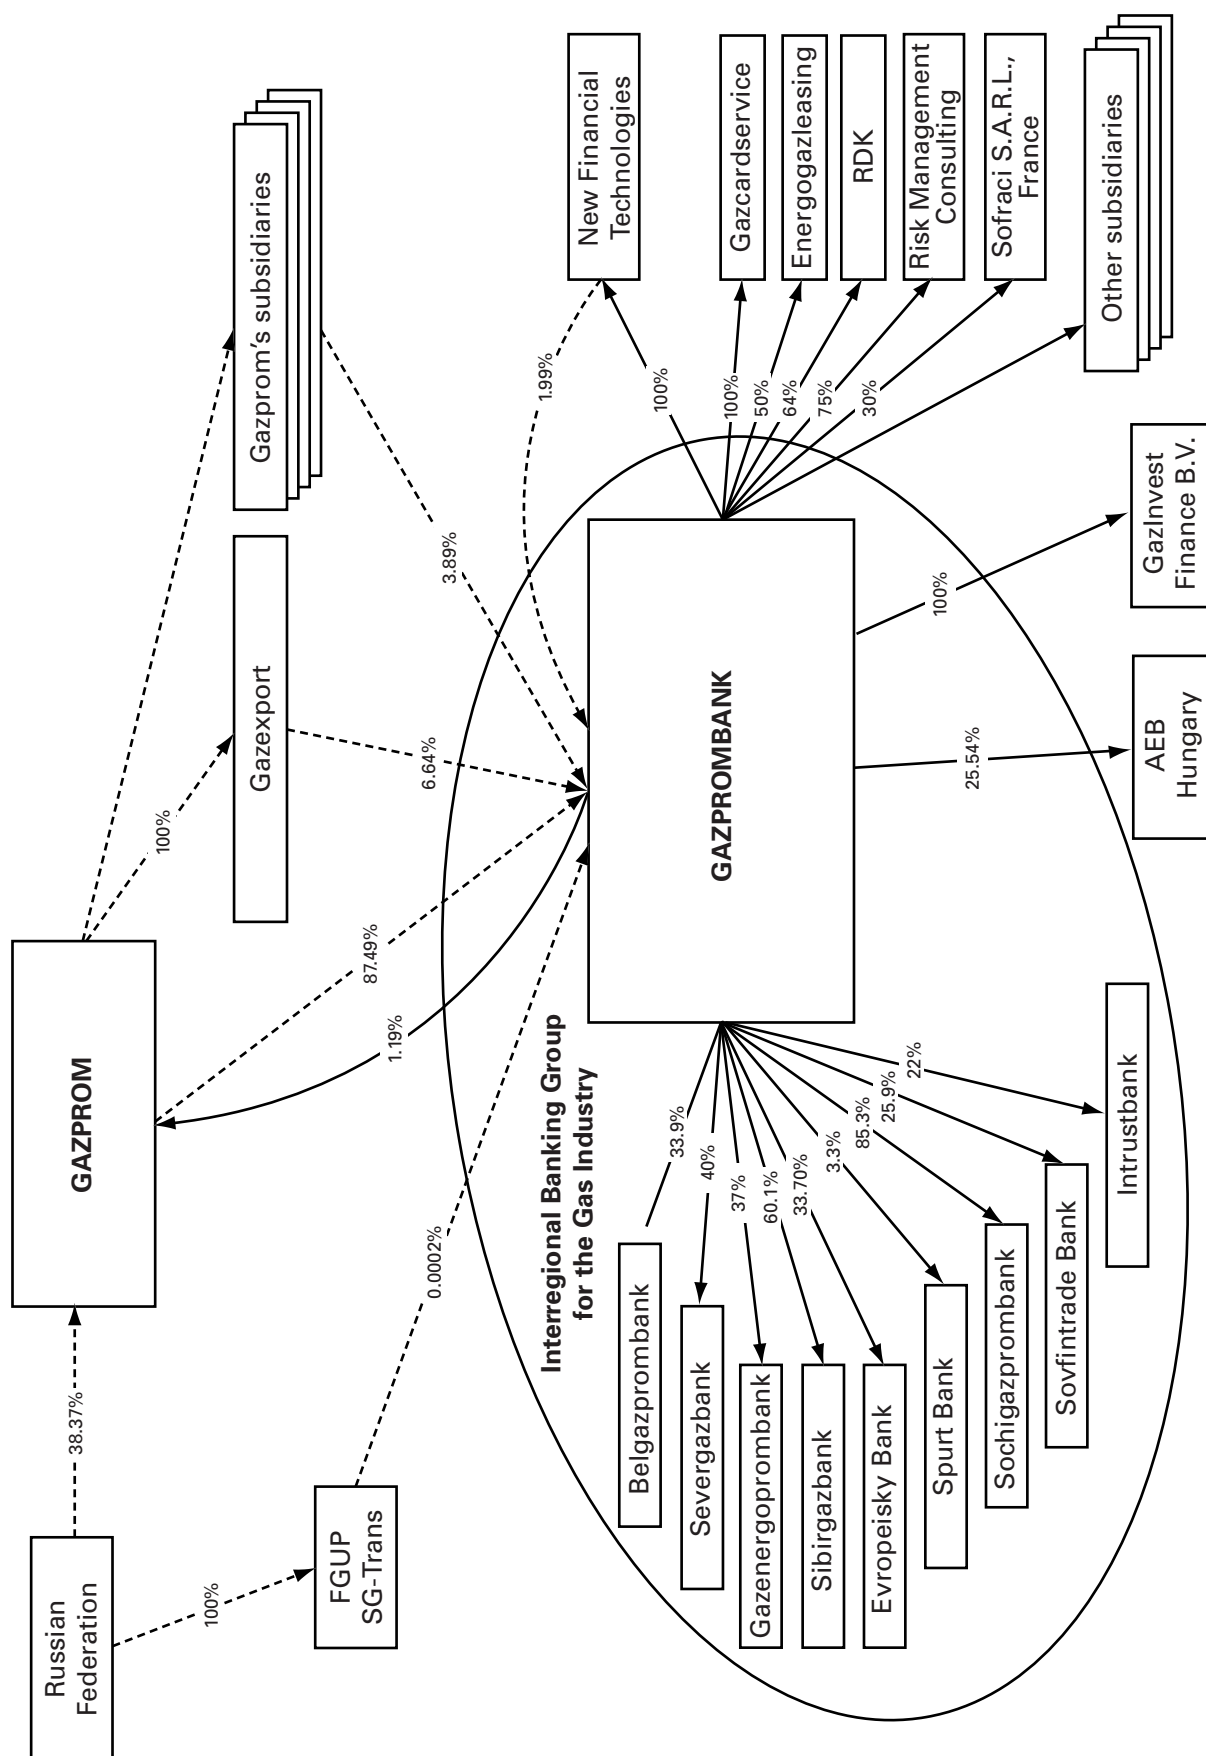 Russian
Federation
38.37%
100%
GAZPROM
FGUP
SG-Trans
100%
Gazexport
Gazprom's subsidiaries
0.0002%
1.19%
87.49%
6.64%
3.89%
1.99%
Interregional Banking Group
for the Gas Industry
GAZPROMBANK
33.9%
40%
37%
60.1%
33.70%
3.3%
85.3%
25.9%
22%
Belgazprombank
Severgazbank
Gazenergoprombank
Sibirgazbank
Evropeisky Bank
Spurt Bank
Sochigazprombank
Sovfintrade Bank
Intrustbank
25.54%
100%
AEB
Hungary
GazInvest
Finance B.V.
100%
100%
50%
64%
75%
30%
New Financial
Technologies
Gazcardservice
Energogazleasing
RDK
Risk Management
Consulting
Sofraci S.A.R.L.,
France
Other subsidiaries